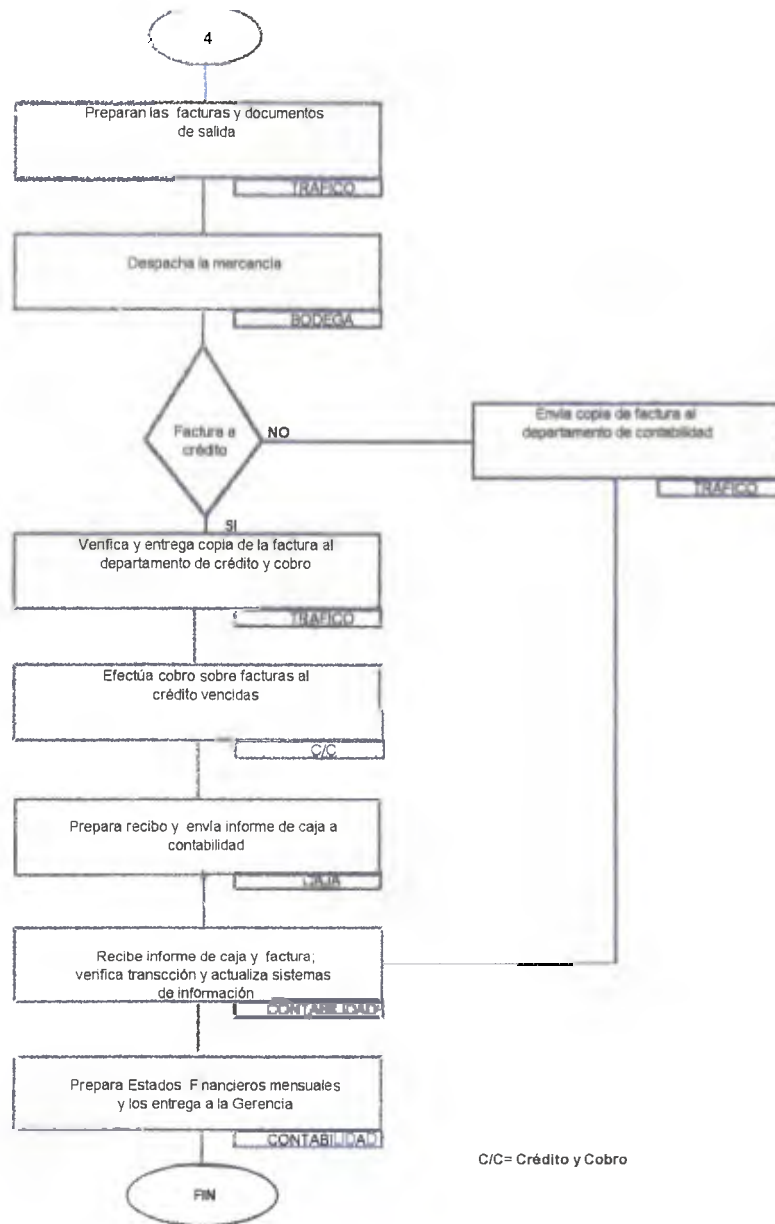 4
Preparan las facturas y documentos
de salida
TRAFICO
Despacha la mercancía
BODEGA
Factura a
crédito
NO
Envía copia de factura al
departamento de contabilidad
TRAFICO
SI
Verifica y entrega copia de la factura al
departamento de crédito y cobro
TRAFICO
Efectúa cobro sobre facturas al
crédito vencidas
C/C
Prepara recibo y envía informe de caja a
contabilidad
CAJA
Recibe informe de caja y factura;
verifica transcción y actualiza sistemas
de información
CONTABILIDAD
Prepara Estados F nancieros mensuales
y los entrega a la Gerencia
CONTABILIDAD
C/C= Crédito y Cobro
FIN